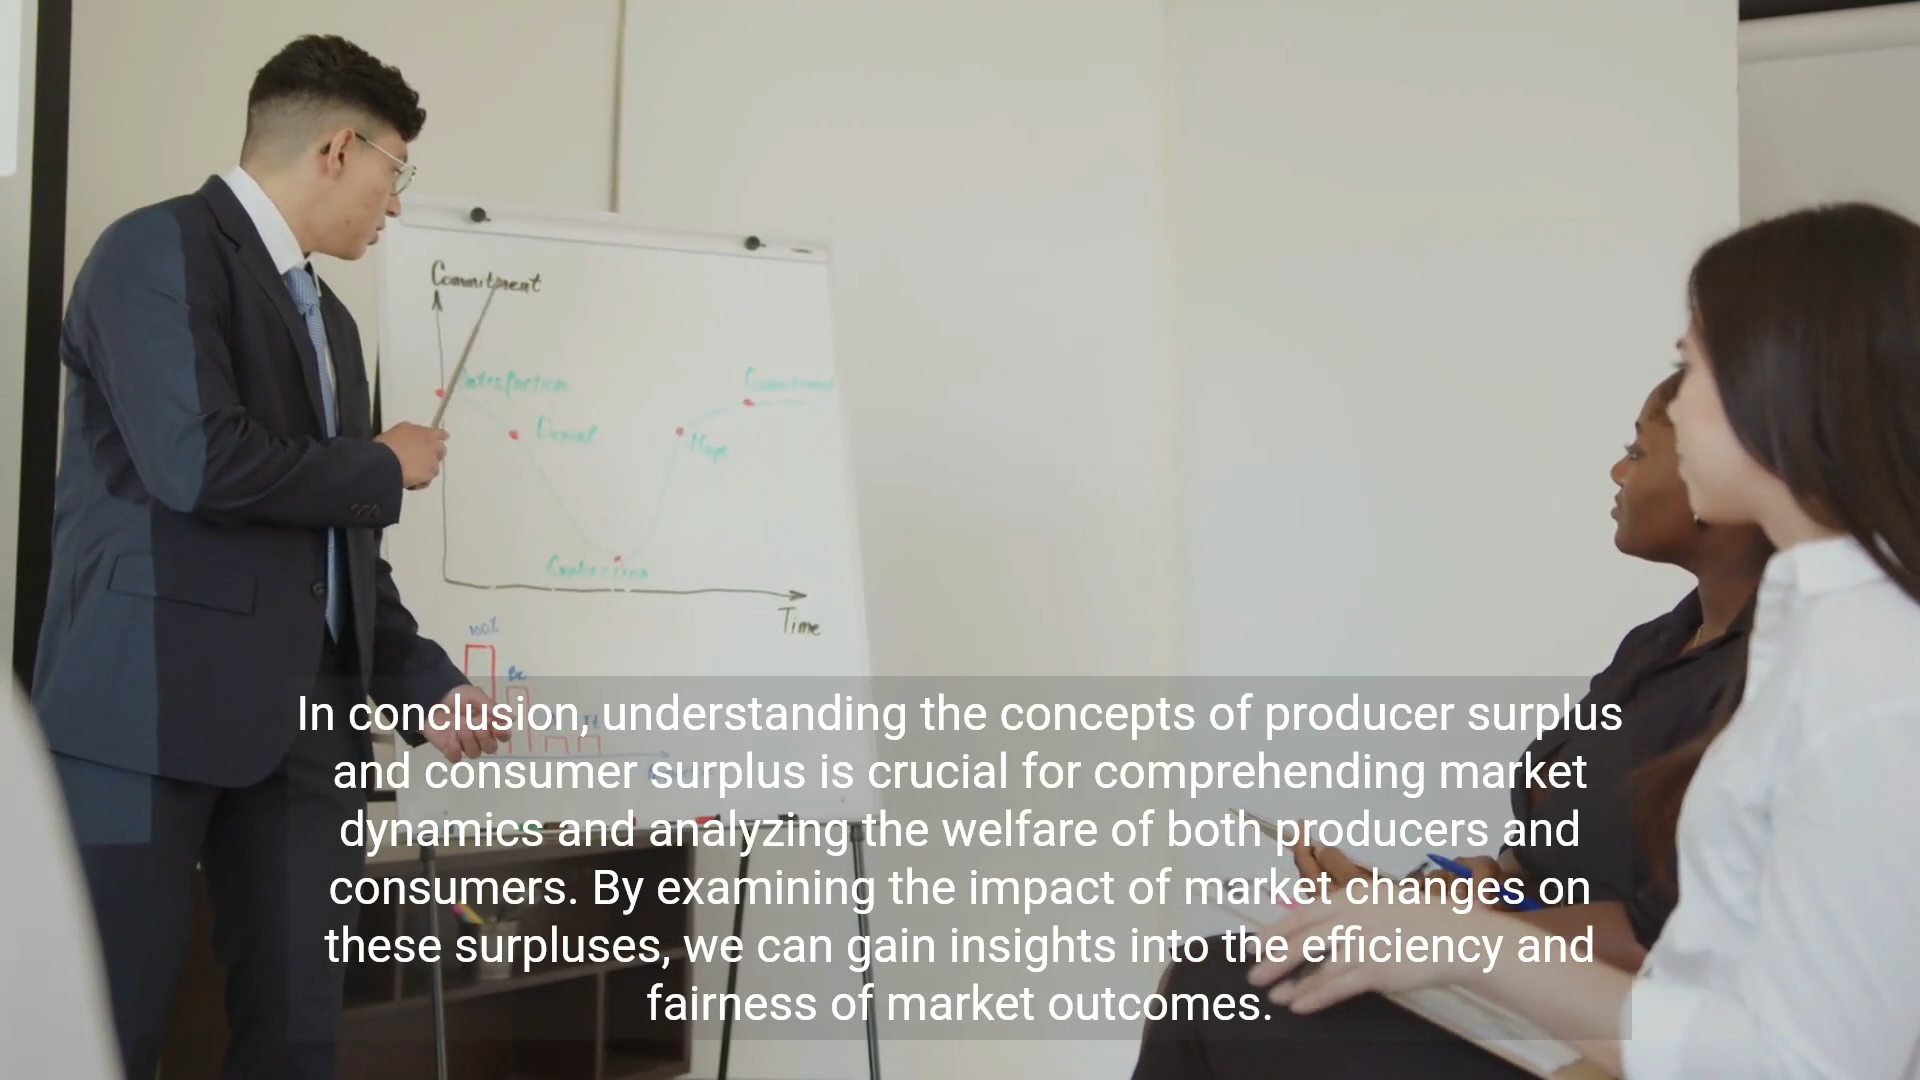 Commitment
Satisfaction
Commitment
Denial
Hope
Exploration
Time
100%
In conclusion, understanding the concepts of producer surplus
and consumer surplus is crucial for comprehending market
dynamics and analyzing the welfare of both producers and
consumers. By examining the impact of market changes on
these surpluses, we can gain insights into the efficiency and
fairness of market outcomes.